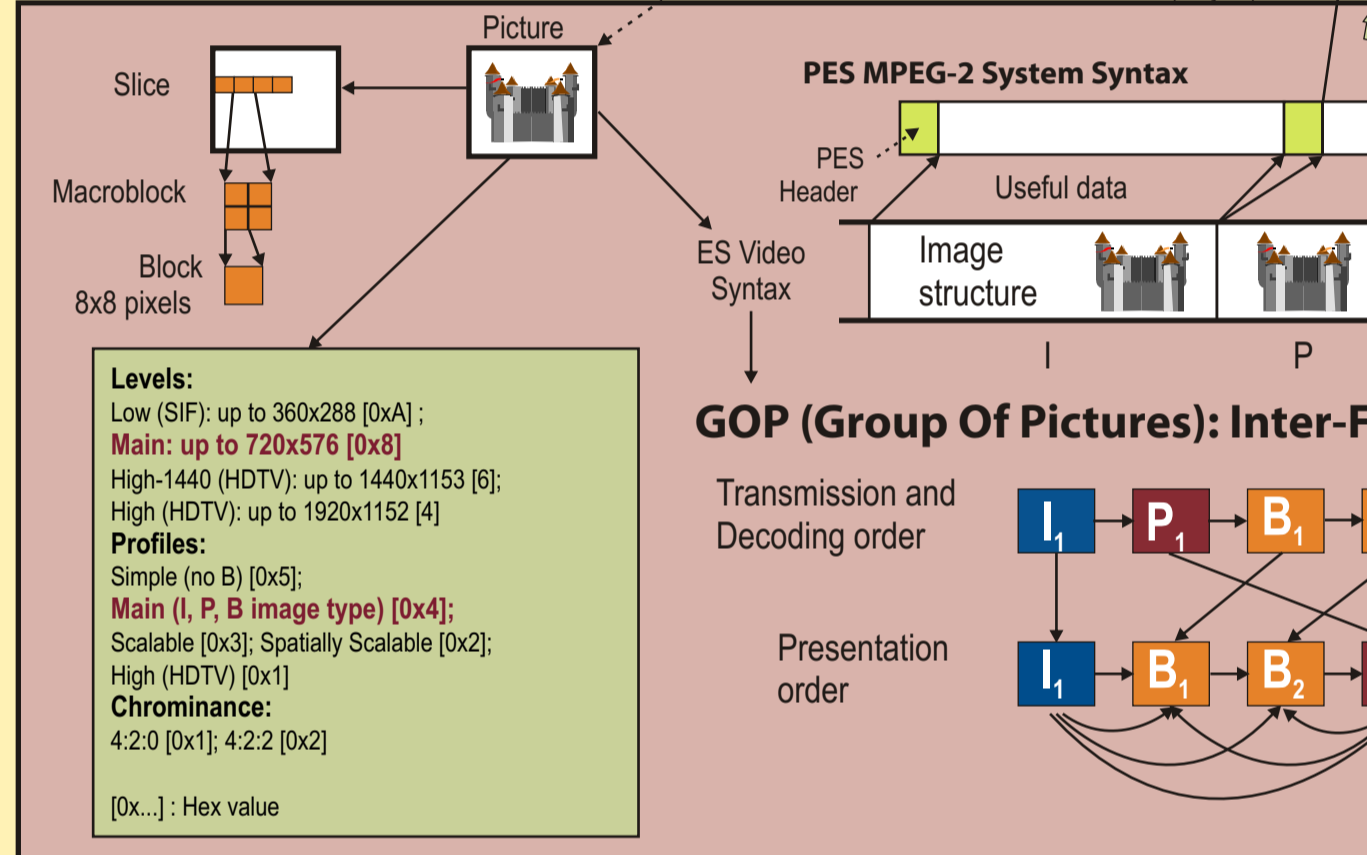 Picture
Slice
Macroblock
Block
8x8 pixels
ES Video
Syntax
PES MPEG-2 System Syntax
PES
Header
Useful data
Image
structure
I
P
Levels:
Low (SIF): up to 360x288 [0xA] ;
Main: up to 720x576 [0x8]
High-1440 (HDTV): up to 1440x1153 [6];
High (HDTV): up to 1920x1152 [4]
Profiles:
Simple (no B) [0x5];
Main (I, P, B image type) [0x4];
Scalable [0x3]; Spatially Scalable [0x2];
High (HDTV) [0x1]
Chrominance:
4:2:0 [0x1]; 4:2:2 [0x2]
[0x...] : Hex value
GOP (Group Of Pictures): Inter-F
Transmission and
Decoding order
I1
P1
B1
Presentation
order
I1
B1
B2